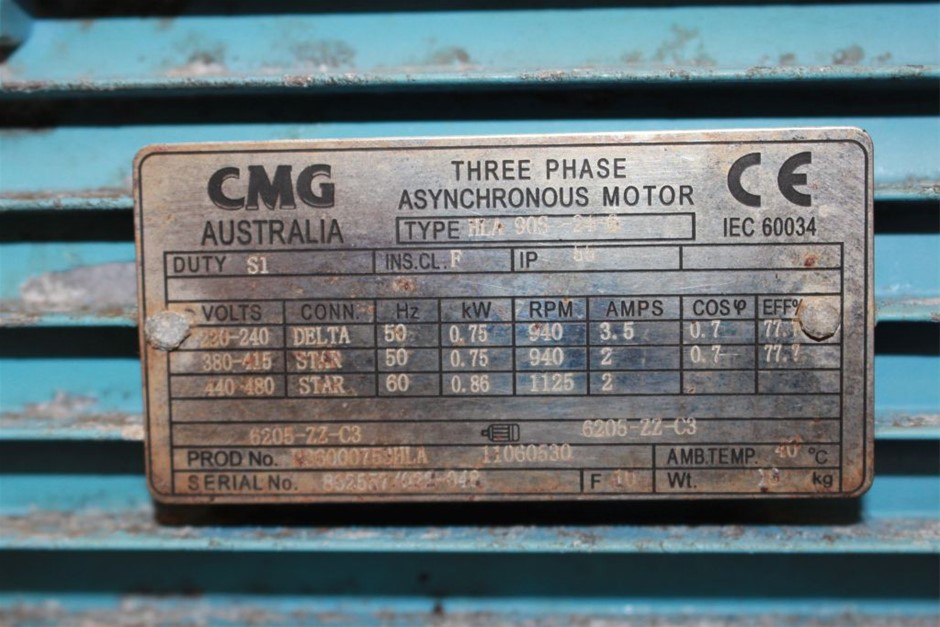 CMG
AUSTRALIA
THREE PHASE
ASYNCHRONOUS MOTOR
CE
IEC 60034
TYPE HLA 90S
DUTY S1 INS.CL. F IP
VOLTS CONN. Hz kW RPM AMPS COSφ EFF%
220-240 DELTA 50 0.75 940 3.5 0.7
380-415 STAR 50 0.75 940 2 0.7 77.7
440-480 STAR 60 0.86 1125 2
6205-ZZ-C3 6205-ZZ-C3
PROD No. 11060530 AMB.TEMP. 40 °C
SERIAL No. F Wt. kg